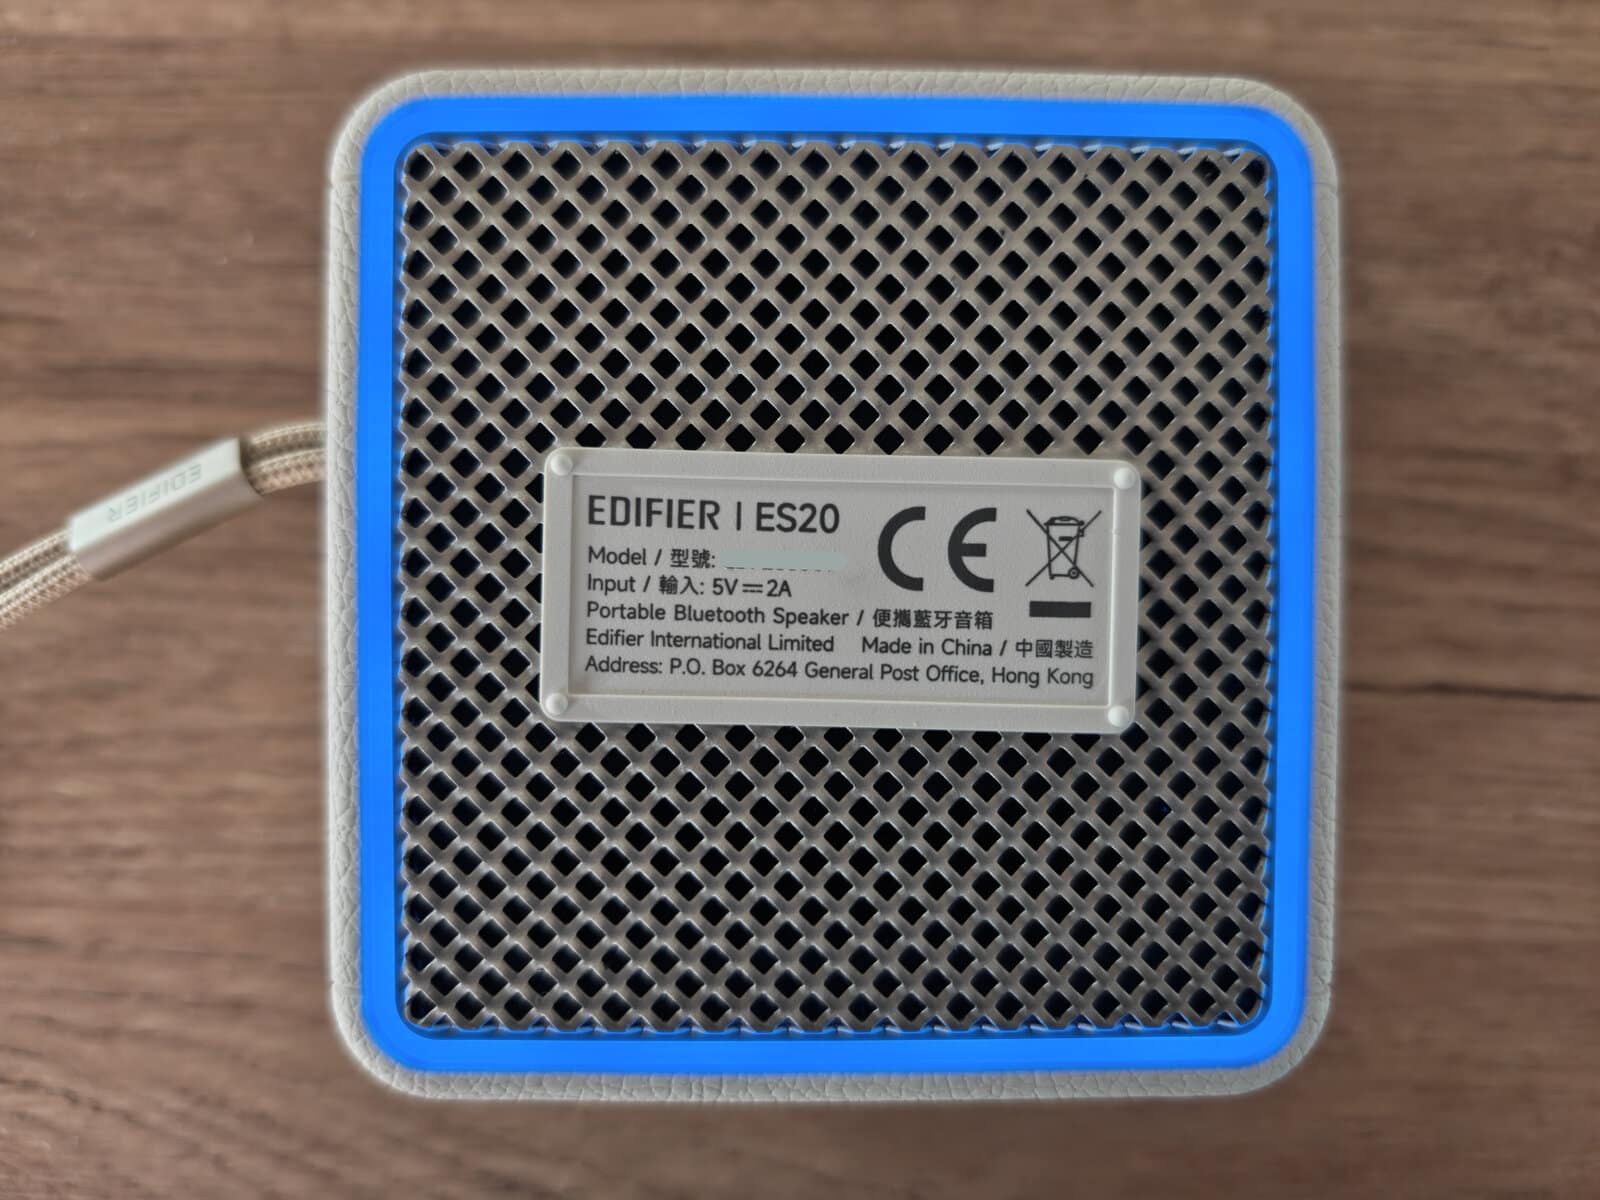 EDIFIER
EDIFIER | ES20
CE
Model / 型號:
Input / 輸入: 5V⎓2A
Portable Bluetooth Speaker / 便攜藍牙音箱
Edifier International Limited Made in China / 中國製造
Address: P.O. Box 6264 General Post Office, Hong Kong